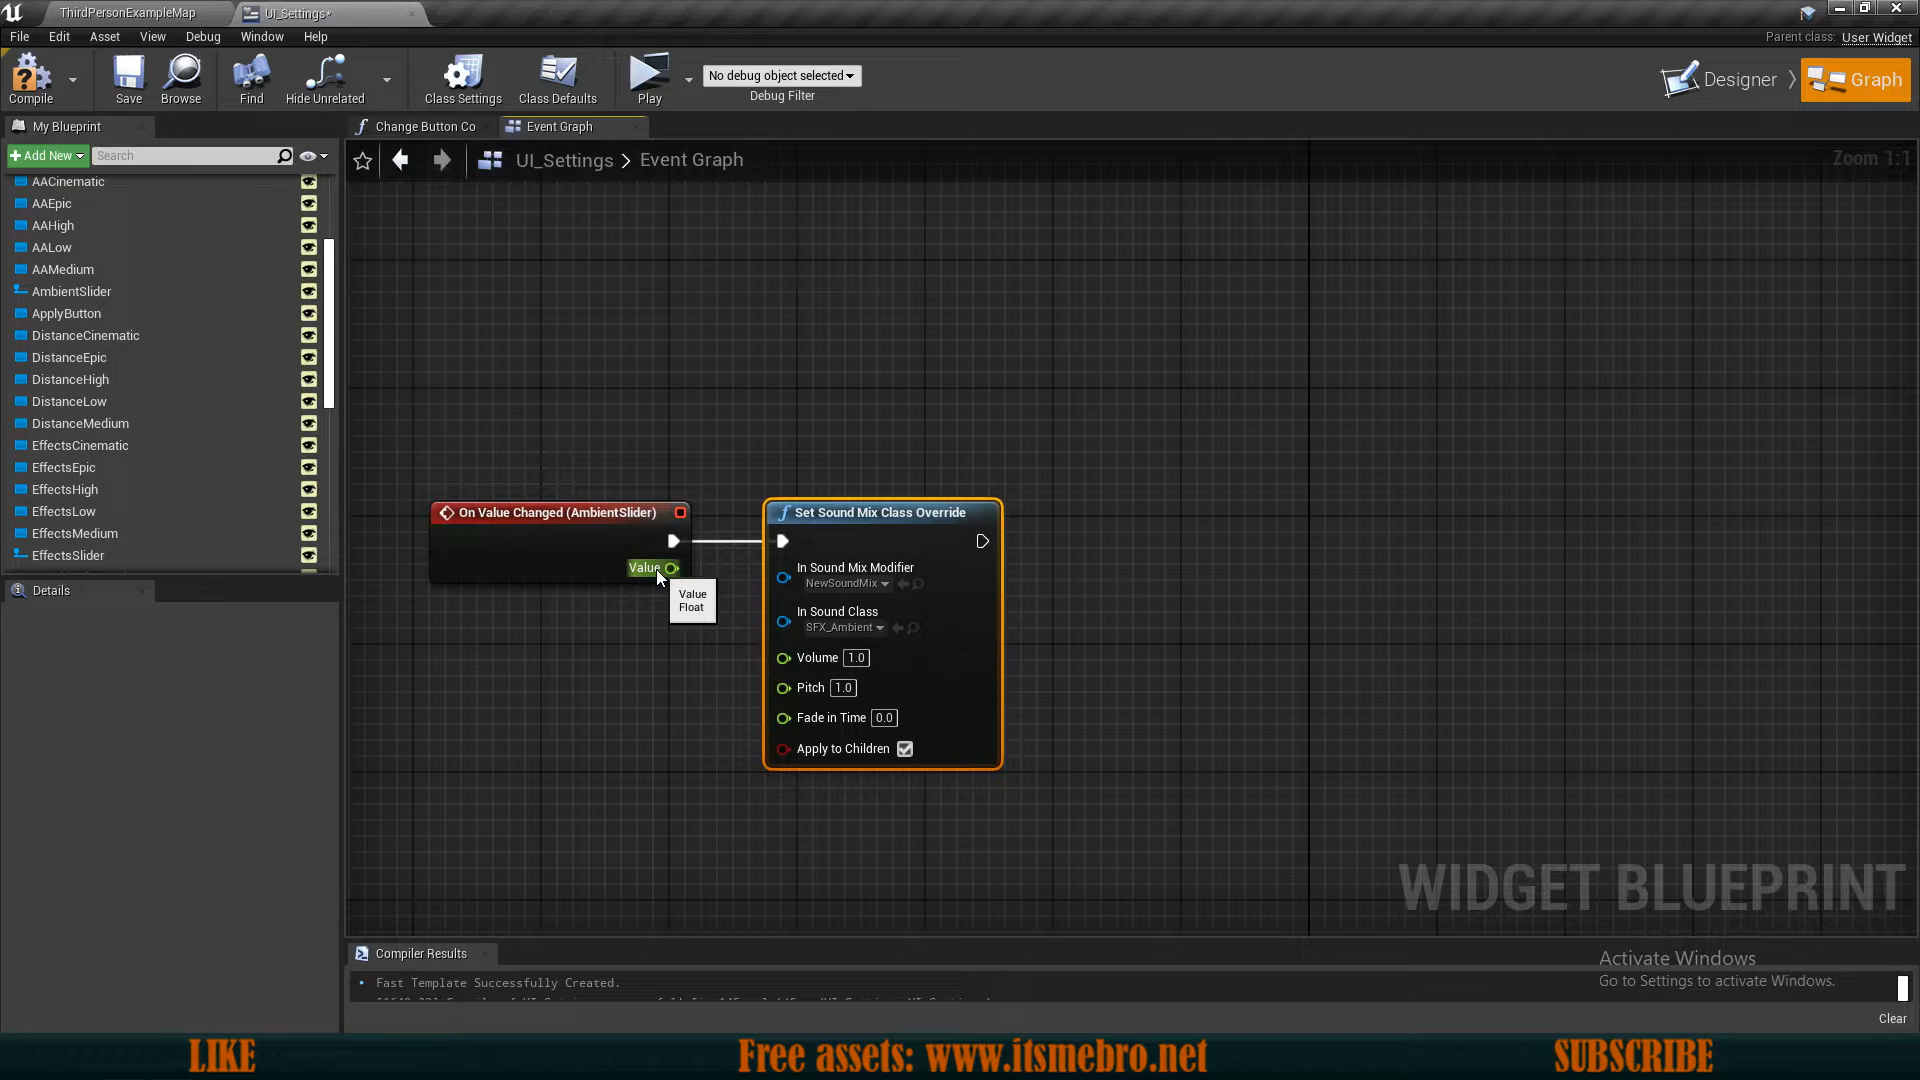 ThirdPersonExampleMap
UI_Settings*
File Edit Asset View Debug Window Help
Parent class: User Widget
Compile Save Browse Find Hide Unrelated Class Settings Class Defaults Play
No debug object selected
Debug Filter
Designer Graph
My Blueprint
Change Button Co
Event Graph
Add New Search
UI_Settings > Event Graph
Zoom 1:1
AACinematic
AAEpic
AAHigh
AALow
AAMedium
AmbientSlider
ApplyButton
DistanceCinematic
DistanceEpic
DistanceHigh
DistanceLow
DistanceMedium
EffectsCinematic
EffectsEpic
EffectsHigh
EffectsLow
EffectsMedium
EffectsSlider
Details
On Value Changed (AmbientSlider)
Value
Value
Float
Set Sound Mix Class Override
In Sound Mix Modifier
NewSoundMix
In Sound Class
SFX_Ambient
Volume 1.0
Pitch 1.0
Fade in Time 0.0
Apply to Children
WIDGET BLUEPRINT
Compiler Results
Fast Template Successfully Created.
Activate Windows
Go to Settings to activate Windows.
Clear
LIKE
Free assets: www.itsmebro.net
SUBSCRIBE